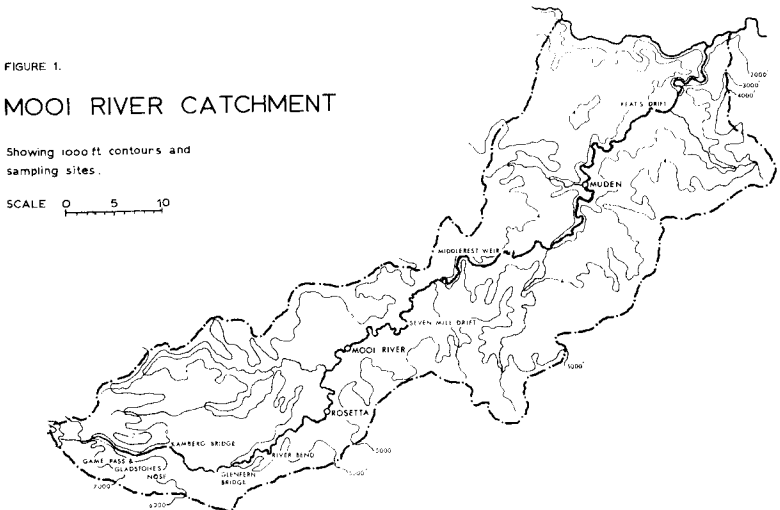 FIGURE 1.
MOOI RIVER CATCHMENT
Showing 1000 ft contours and
sampling sites.
SCALE 0 5 10
2000'
3000'
4000'
KEATS DRIFT
MUDEN
MIDDLEREST WEIR
SEVEN MILE DRIFT
MOOI RIVER
5000'
ROSETTA
KAMBERG BRIDGE
5000'
RIVER BEND
GAME PASS &
GLADSTONES
NOSE
GLENFERN
BRIDGE
7000'
6000'